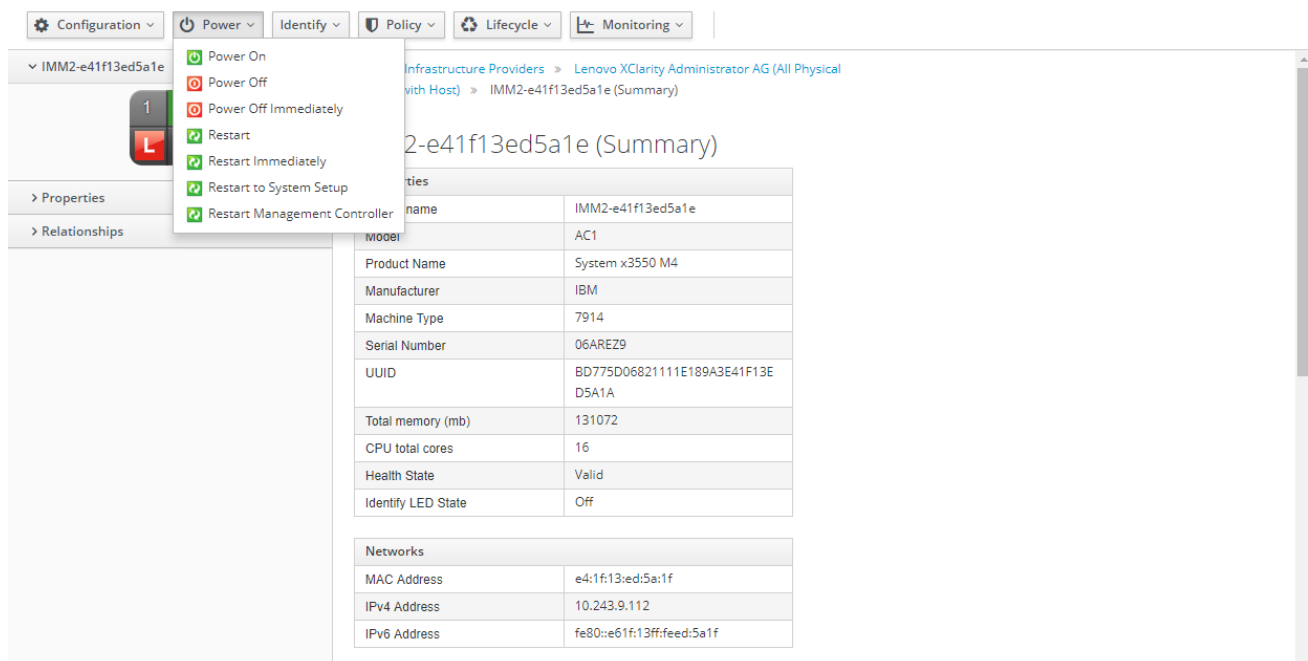 Configuration
Power
Identify
Policy
Lifecycle
Monitoring
IMM2-e41f13ed5a1e
1
L
Properties
Relationships
Power On
Power Off
Power Off Immediately
Restart
Restart Immediately
Restart to System Setup
Restart Management Controller
Infrastructure Providers » Lenovo XClarity Administrator AG (All Physical
with Host) » IMM2-e41f13ed5a1e (Summary)
2-e41f13ed5a1e (Summary)
ties
name IMM2-e41f13ed5a1e
Model AC1
Product Name System x3550 M4
Manufacturer IBM
Machine Type 7914
Serial Number 06AREZ9
UUID BD775D06821111E189A3E41F13E
D5A1A
Total memory (mb) 131072
CPU total cores 16
Health State Valid
Identify LED State Off
Networks
MAC Address e4:1f:13:ed:5a:1f
IPv4 Address 10.243.9.112
IPv6 Address fe80::e61f:13ff:feed:5a1f